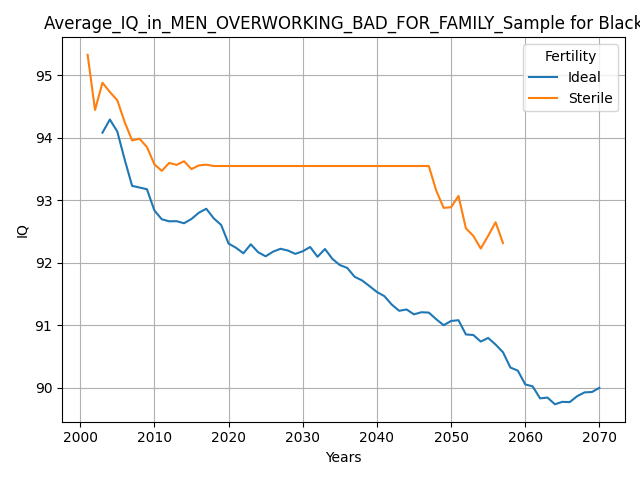 Average_IQ_in_MEN_OVERWORKING_BAD_FOR_FAMILY_Sample for Black
Fertility
Ideal
Sterile
95
94
93
92
91
90
IQ
2000 2010 2020 2030 2040 2050 2060 2070
Years